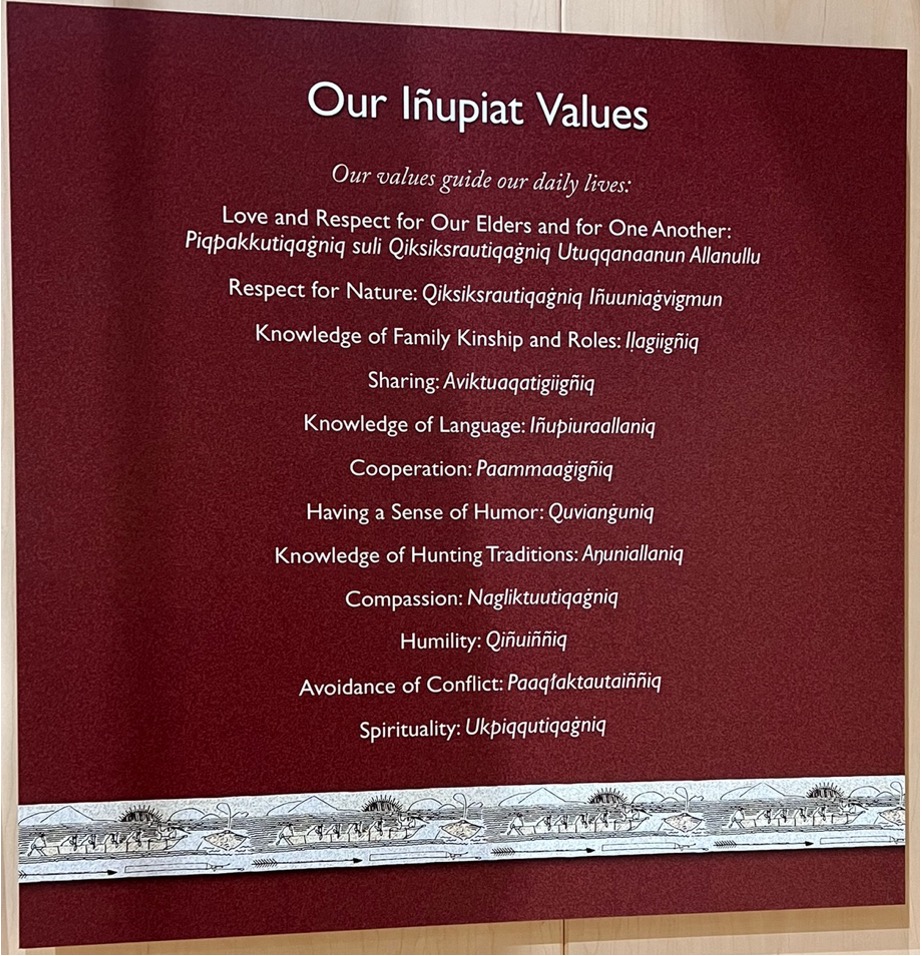 Our Iñupiat Values
Our values guide our daily lives:
Love and Respect for Our Elders and for One Another:
Piqpakkutiqaġniq suli Qiksiksrautiqaġniq Utuqqanaanun Allanullu
Respect for Nature: Qiksiksrautiqaġniq Iñuuniaġvigmun
Knowledge of Family Kinship and Roles: Iḷagiigñiq
Sharing: Aviktuaqatigiigñiq
Knowledge of Language: Iñupiuraallaniq
Cooperation: Paammaaġigñiq
Having a Sense of Humor: Quvianġuniq
Knowledge of Hunting Traditions: Aŋuniallaniq
Compassion: Nagliktuutiqaġniq
Humility: Qiñuiññiq
Avoidance of Conflict: Paaqłaktautaiññiq
Spirituality: Ukpiqqutiqaġniq